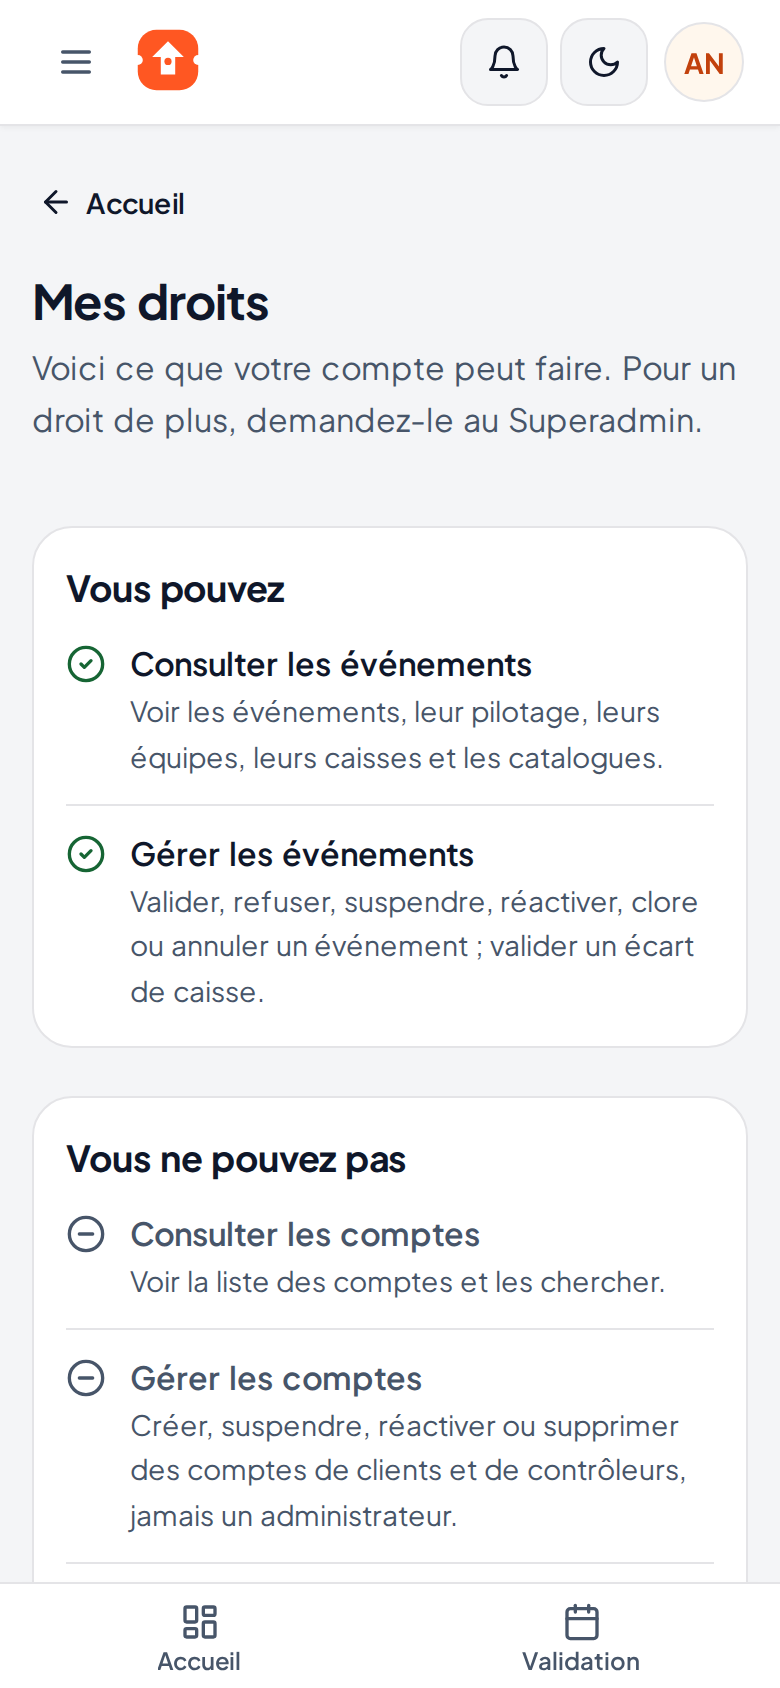 AN
Accueil
Mes droits
Voici ce que votre compte peut faire. Pour un
droit de plus, demandez-le au Superadmin.
Vous pouvez
Consulter les événements
Voir les événements, leur pilotage, leurs
équipes, leurs caisses et les catalogues.
Gérer les événements
Valider, refuser, suspendre, réactiver, clore
ou annuler un événement ; valider un écart
de caisse.
Vous ne pouvez pas
Consulter les comptes
Voir la liste des comptes et les chercher.
Gérer les comptes
Créer, suspendre, réactiver ou supprimer
des comptes de clients et de contrôleurs,
jamais un administrateur.
Accueil
Validation